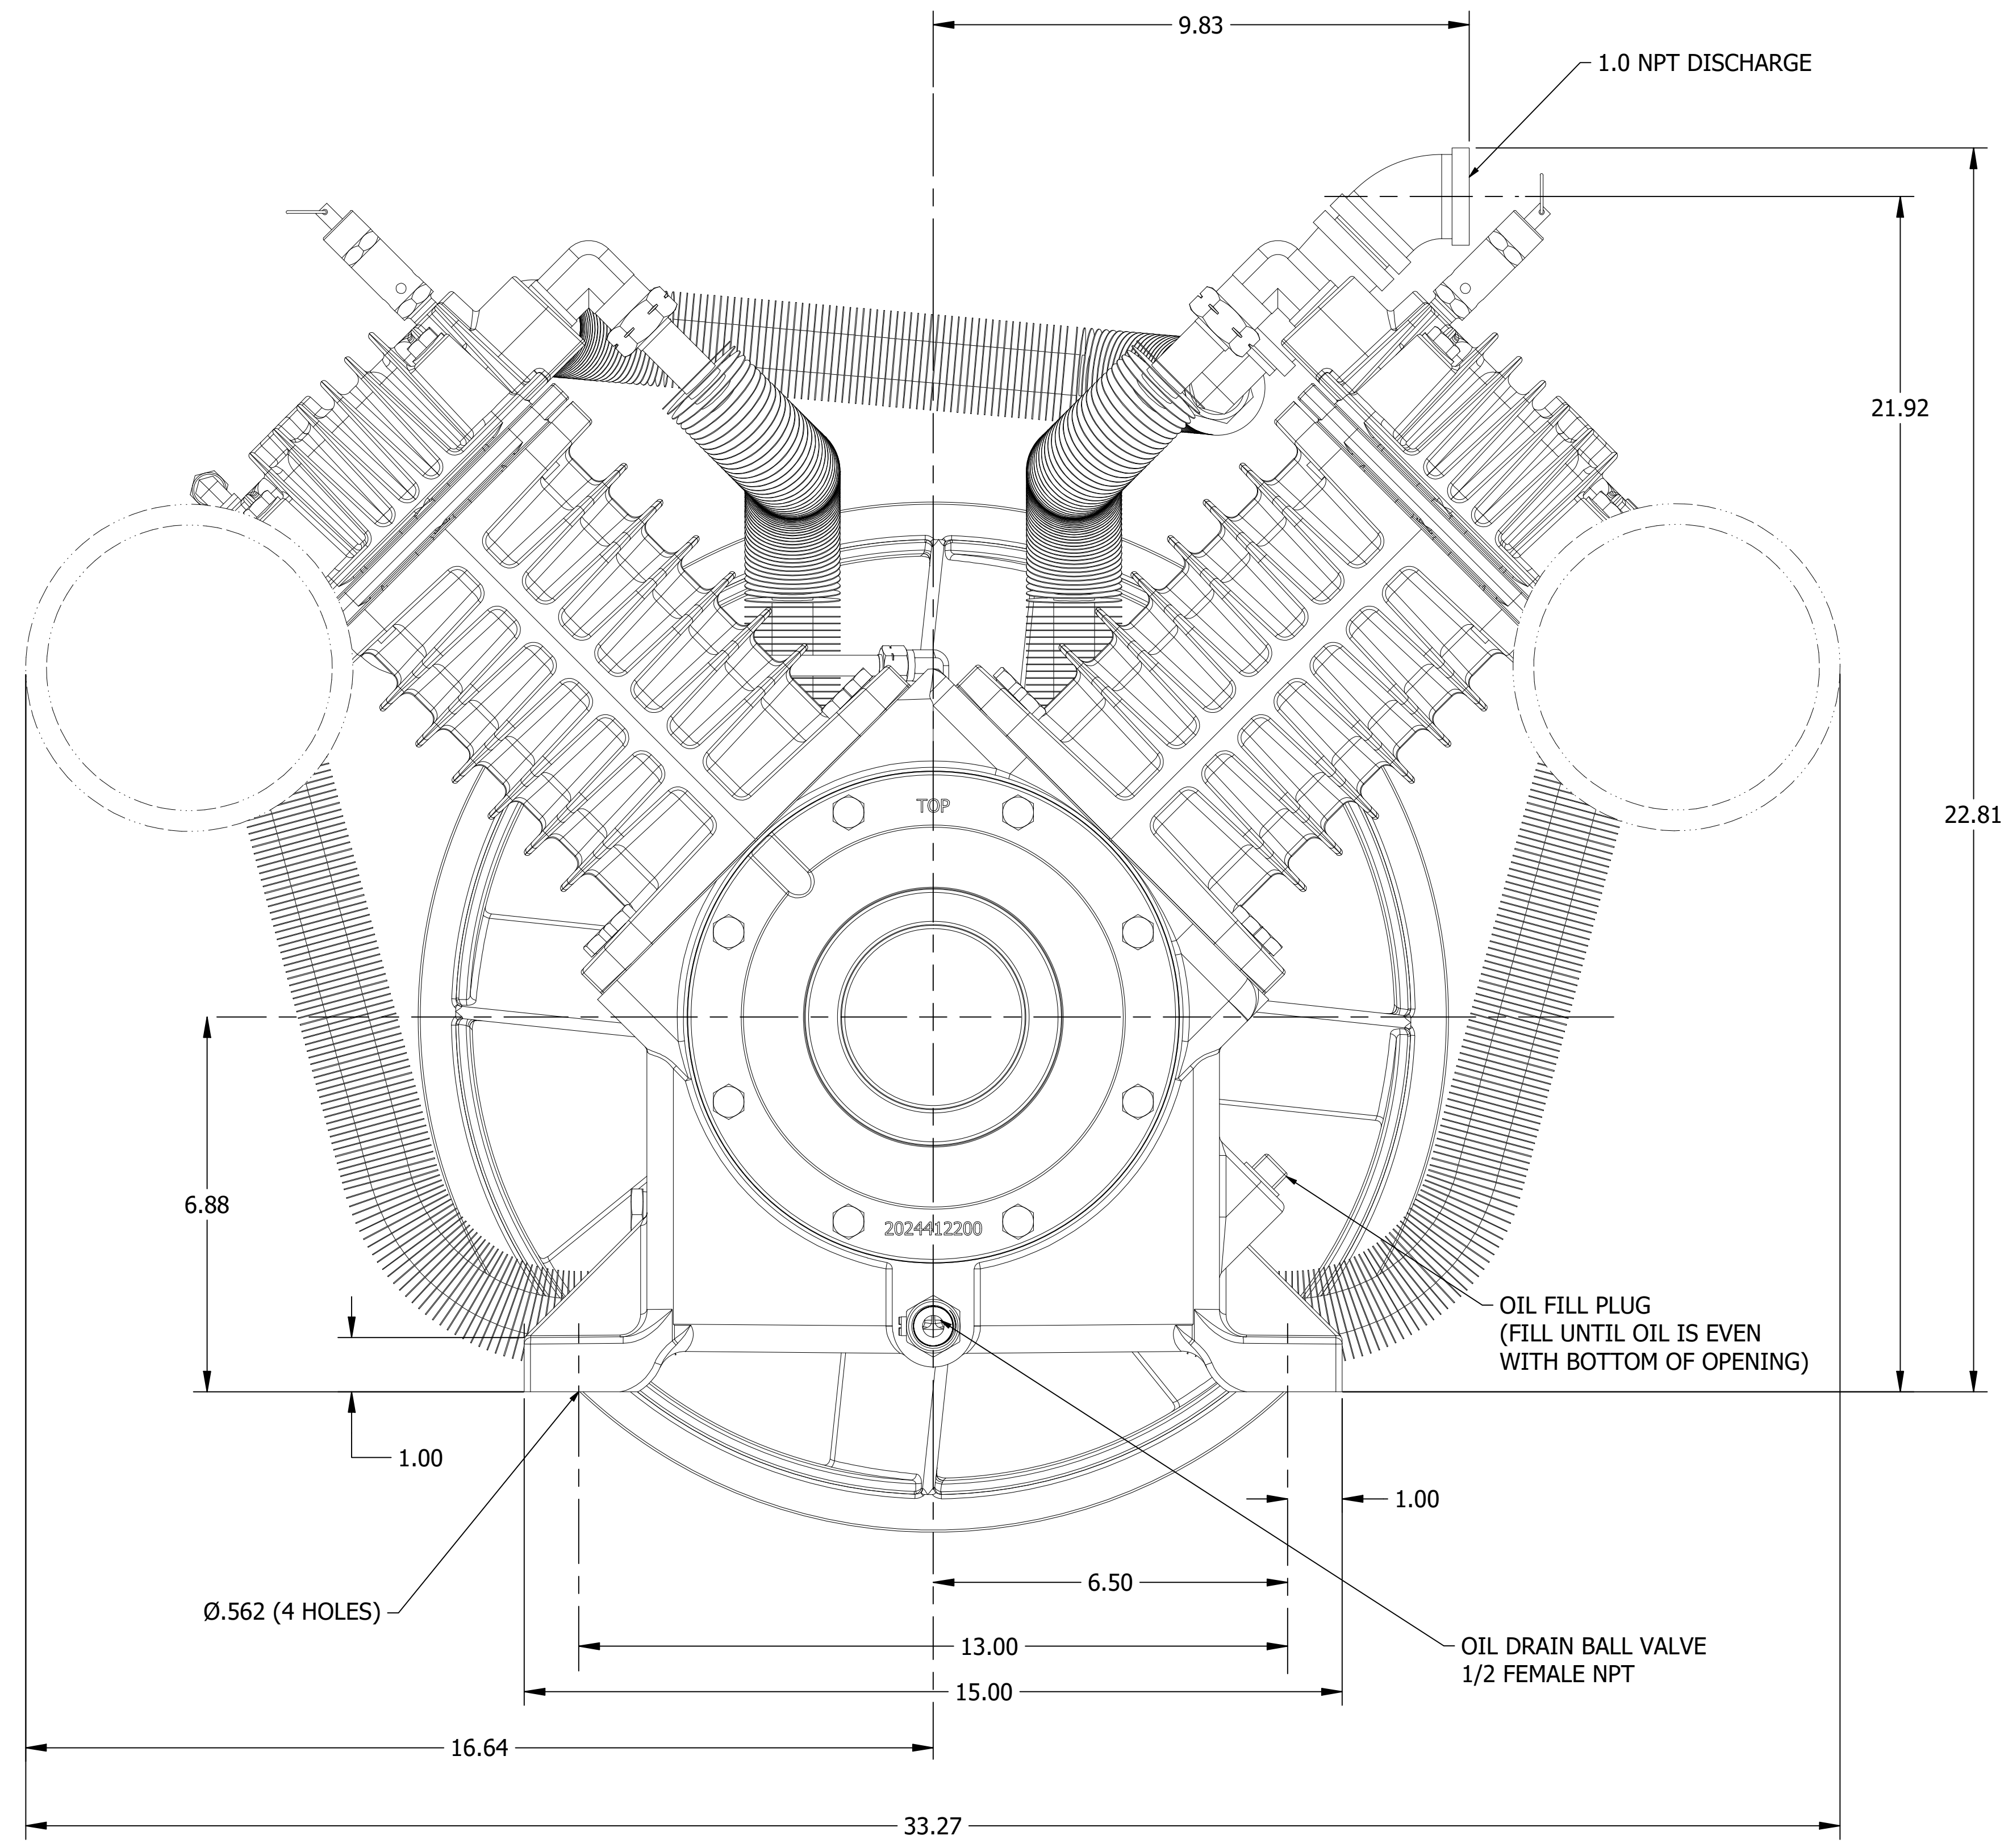 9.83
1.0 NPT DISCHARGE
21.92
22.81
TOP
6.88
2024412200
OIL FILL PLUG
(FILL UNTIL OIL IS EVEN
WITH BOTTOM OF OPENING)
1.00
1.00
6.50
Ø.562 (4 HOLES)
13.00
OIL DRAIN BALL VALVE
1/2 FEMALE NPT
15.00
16.64
33.27